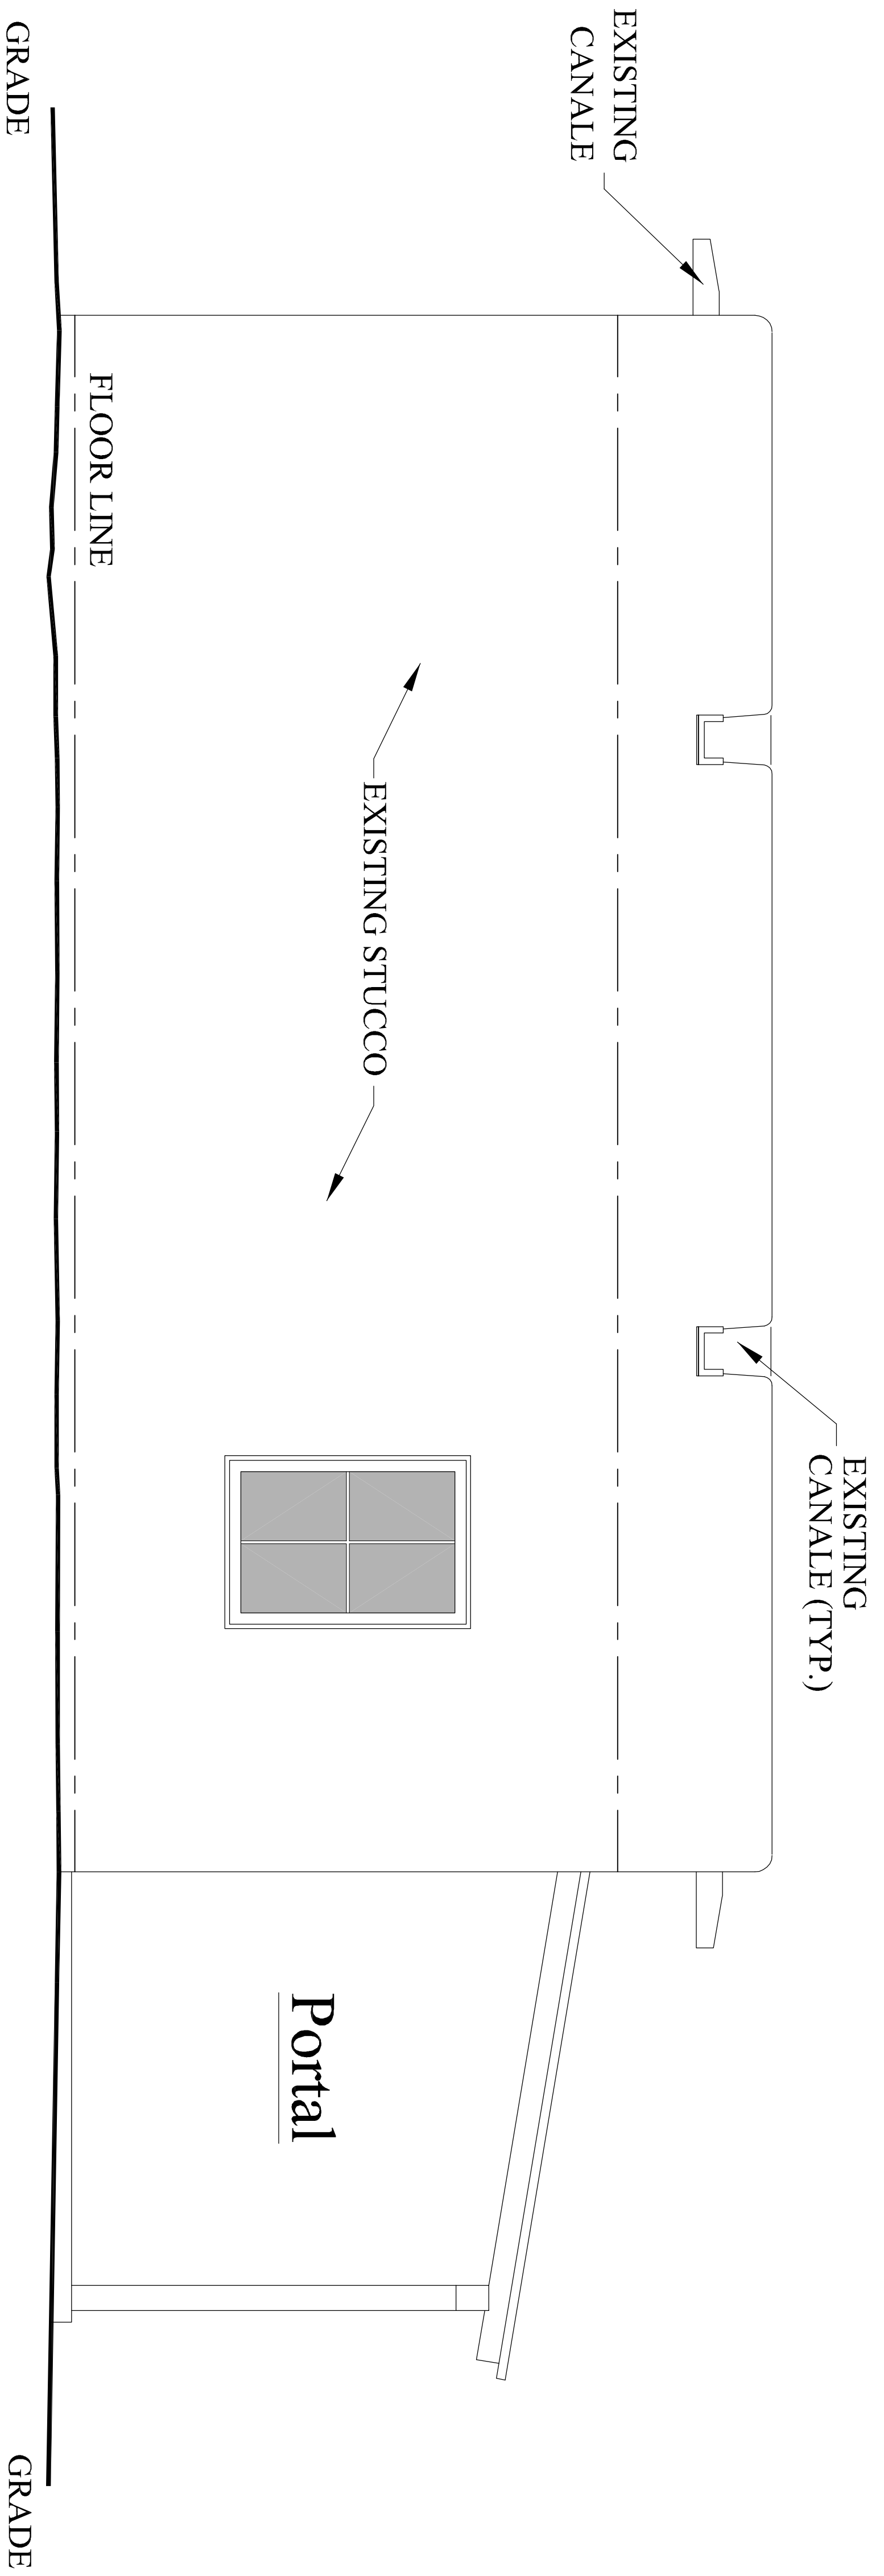 EXISTING
CANALE (TYP.)
EXISTING
CANALE
EXISTING STUCCO
Portal
FLOOR LINE
GRADE
GRADE